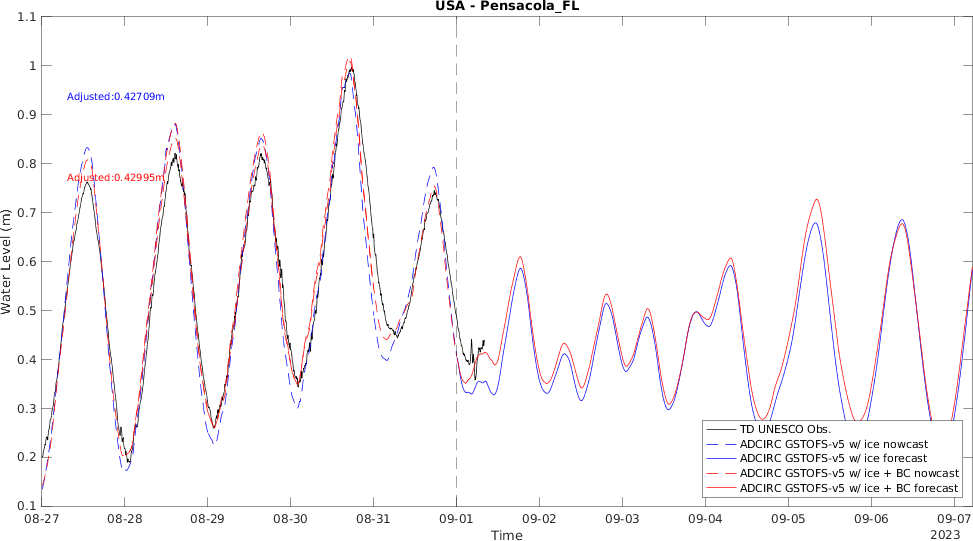 USA - Pensacola_FL
1.1
1
0.9
0.8
0.7
0.6
0.5
0.4
0.3
0.2
0.1
Water Level (m)
Adjusted:0.42709m
Adjusted:0.42995m
TD UNESCO Obs.
ADCIRC GSTOFS-v5 w/ ice nowcast
ADCIRC GSTOFS-v5 w/ ice forecast
ADCIRC GSTOFS-v5 w/ ice + BC nowcast
ADCIRC GSTOFS-v5 w/ ice + BC forecast
08-27 08-28 08-29 08-30 08-31 09-01 09-02 09-03 09-04 09-05 09-06 09-07
Time
2023